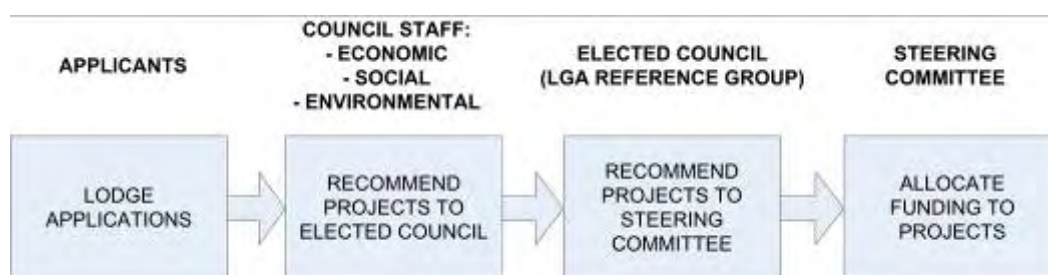 APPLICANTS
COUNCIL STAFF:
- ECONOMIC
- SOCIAL
- ENVIRONMENTAL
ELECTED COUNCIL
(LGA REFERENCE GROUP)
STEERING
COMMITTEE
LODGE
APPLICATIONS
RECOMMEND
PROJECTS TO
ELECTED COUNCIL
RECOMMEND
PROJECTS TO
STEERING
COMMITTEE
ALLOCATE
FUNDING TO
PROJECTS